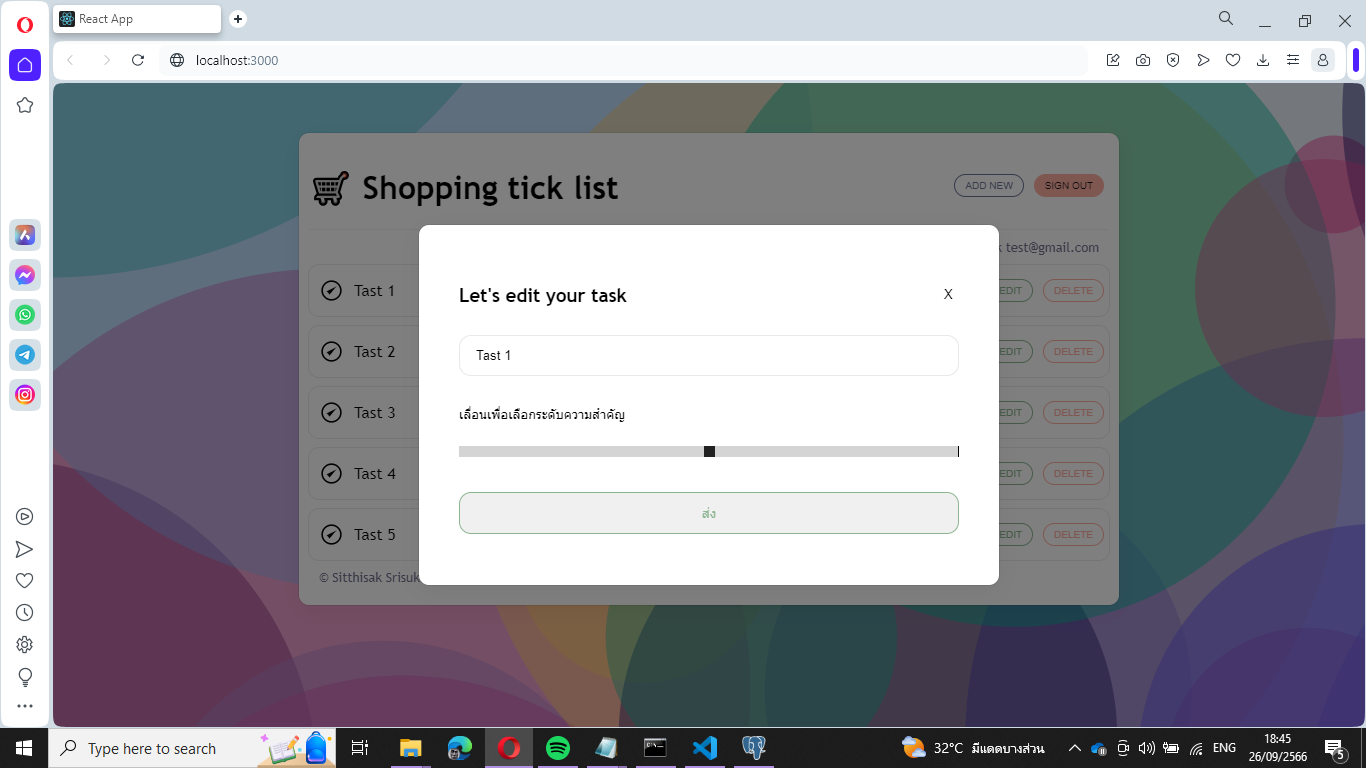 React App
localhost:3000
Shopping tick list
ADD NEW
SIGN OUT
test@gmail.com
Let's edit your task
X
Tast 1
เลื่อนเพื่อเลือกระดับความสำคัญ
ส่ง
Tast 1
EDIT
DELETE
Tast 2
EDIT
DELETE
Tast 3
EDIT
DELETE
Tast 4
EDIT
DELETE
Tast 5
EDIT
DELETE
© Sitthisak Srisuk
Type here to search
32°C มีแดดบางส่วน
ENG
18:45
26/09/2566
5